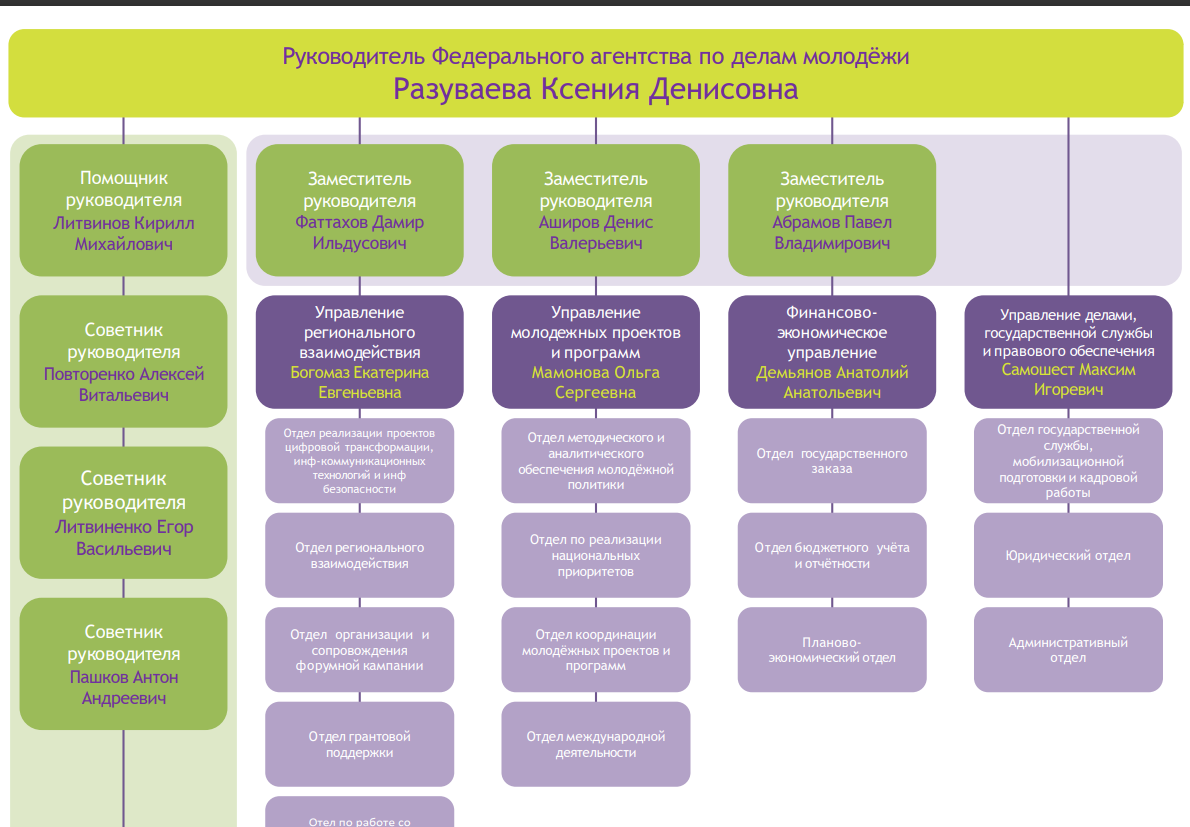 Руководитель Федерального агентства по делам молодёжи
Разуваева Ксения Денисовна
Помощник
руководителя
Литвинов Кирилл
Михайлович
Советник
руководителя
Повторенко Алексей
Витальевич
Советник
руководителя
Литвиненко Егор
Васильевич
Советник
руководителя
Пашков Антон
Андреевич
Заместитель
руководителя
Фаттахов Дамир
Ильдусович
Управление
регионального
взаимодействия
Богомаз Екатерина
Евгеньевна
Отдел реализации проектов
цифровой трансформации,
инф-коммуникационных
технологий и инф
безопасности
Отдел регионального
взаимодействия
Отдел организации и
сопровождения
форумной кампании
Отдел грантовой
поддержки
Отел по работе со
Заместитель
руководителя
Аширов Денис
Валерьевич
Управление
молодежных проектов
и программ
Мамонова Ольга
Сергеевна
Отдел методического и
аналитического
обеспечения молодёжной
политики
Отдел по реализации
национальных
приоритетов
Отдел координации
молодёжных проектов и
программ
Отдел международной
деятельности
Заместитель
руководителя
Абрамов Павел
Владимирович
Финансово-
экономическое
управление
Демьянов Анатолий
Анатольевич
Отдел государственного
заказа
Отдел бюджетного учёта
и отчётности
Планово-
экономический отдел
Управление делами,
государственной службы
и правового обеспечения
Самошест Максим
Игоревич
Отдел государственной
службы,
мобилизационной
подготовки и кадровой
работы
Юридический отдел
Административный
отдел